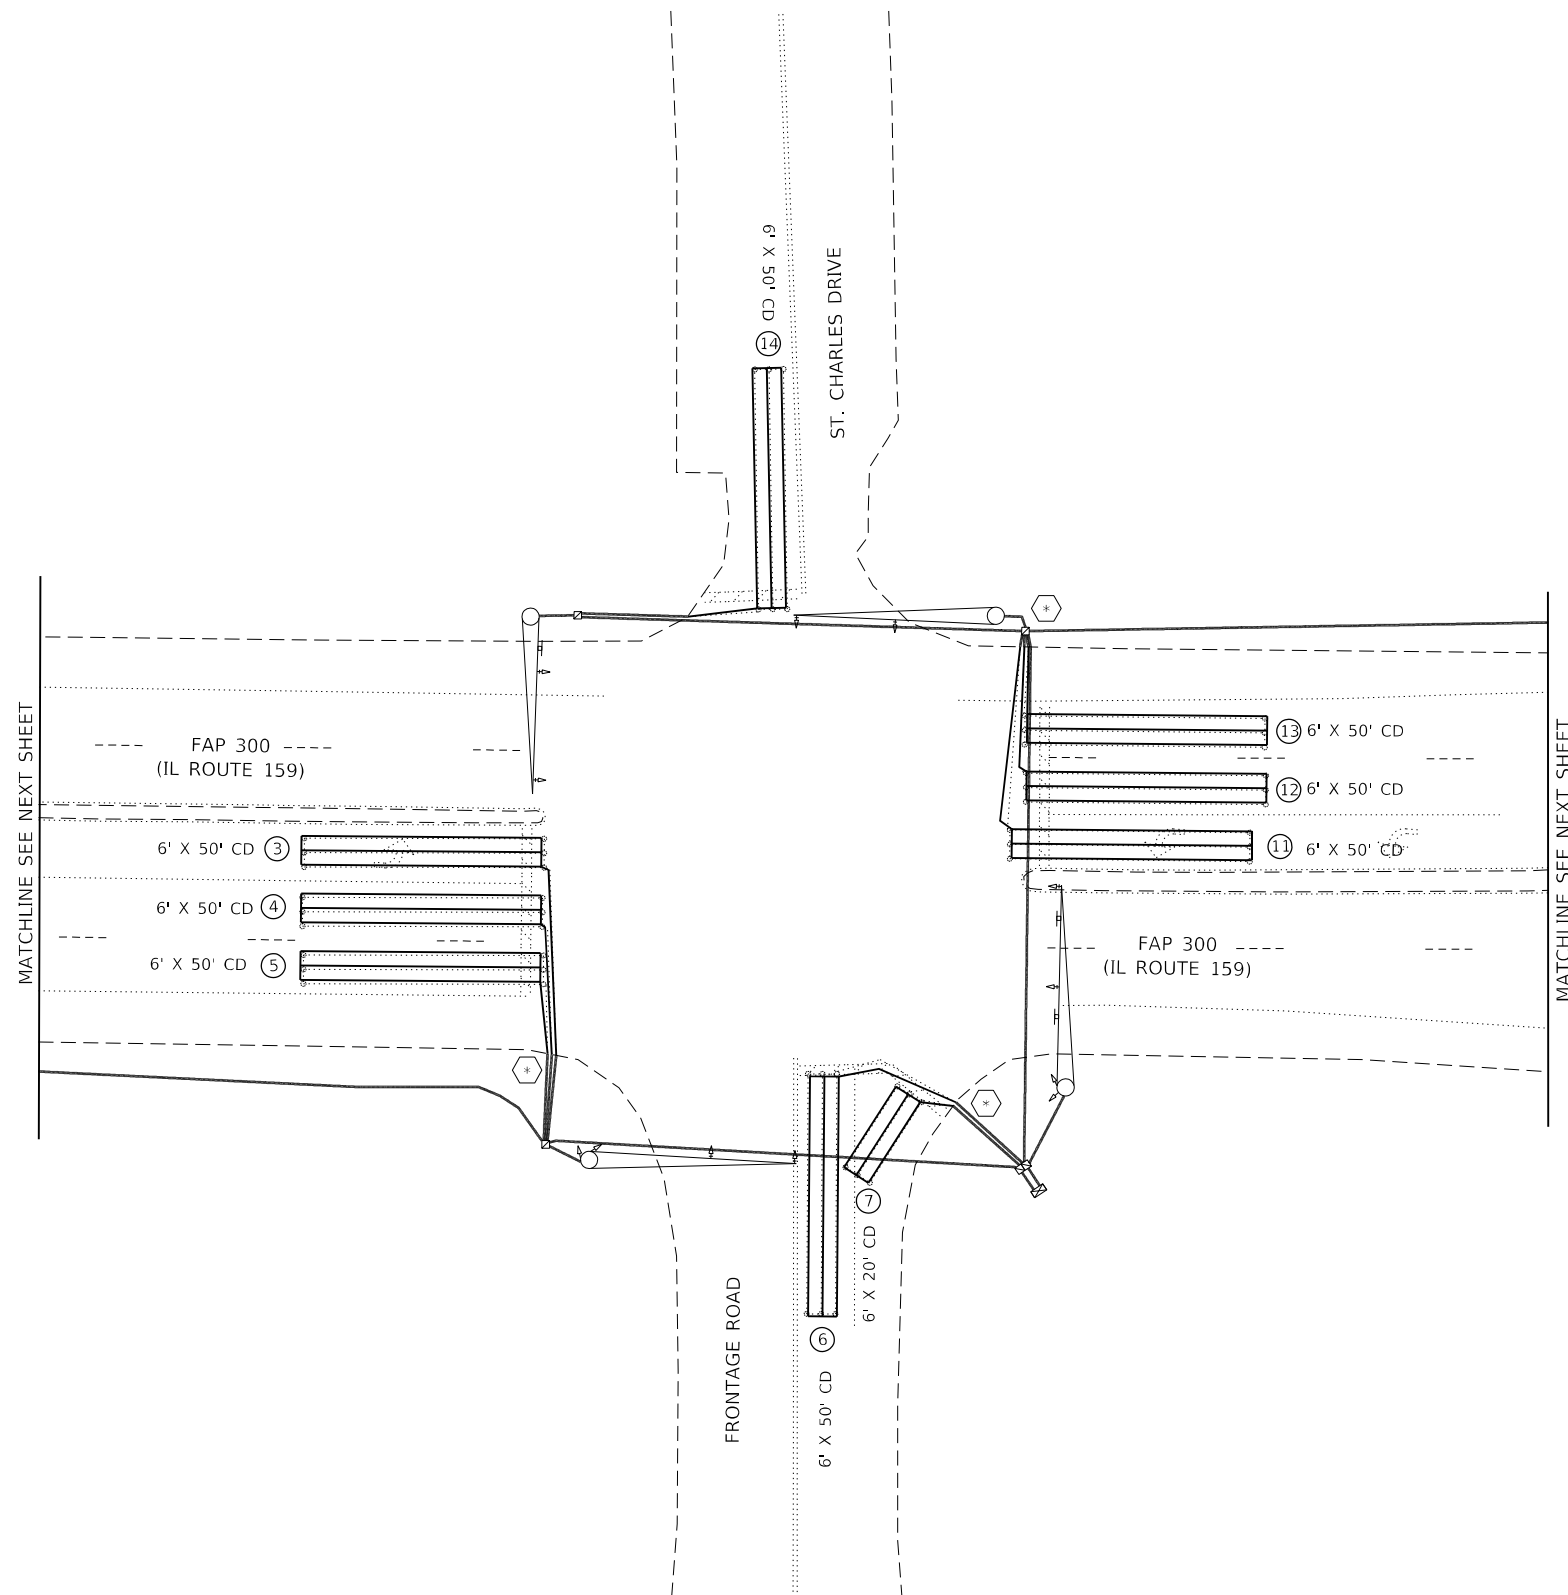 6' X 50' CD
14
ST. CHARLES DRIVE
MATCHLINE SEE NEXT SHEET
FAP 300
(IL ROUTE 159)
6' X 50' CD 3
6' X 50' CD 4
6' X 50' CD 5
*
13 6' X 50' CD
12 6' X 50' CD
11 6' X 50' CD
FAP 300
(IL ROUTE 159)
MATCHLINE SEE NEXT SHEET
*
*
7
6' X 20' CD
6
6' X 50' CD
FRONTAGE ROAD